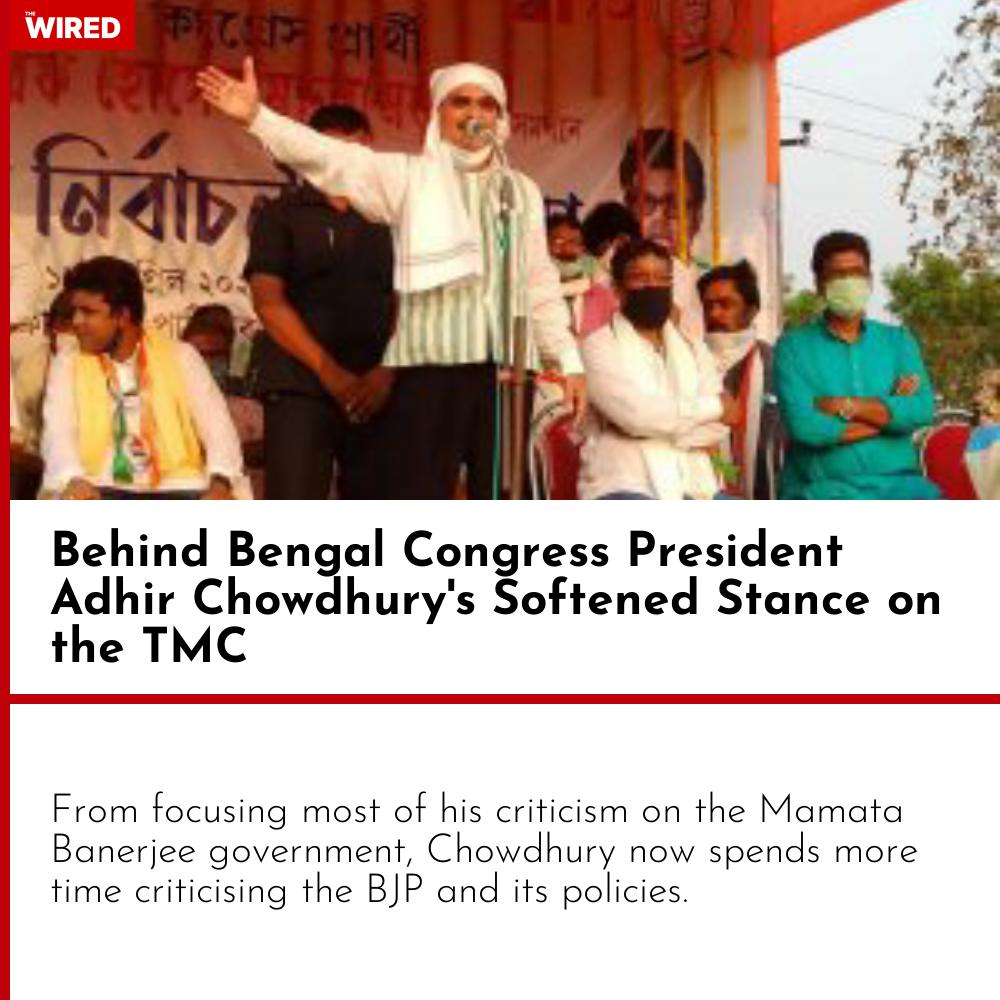 THE
WIRED
কংগ্রেস প্রার্থী
নির্বাচন
Behind Bengal Congress President
Adhir Chowdhury's Softened Stance on
the TMC
From focusing most of his criticism on the Mamata
Banerjee government, Chowdhury now spends more
time criticising the BJP and its policies.